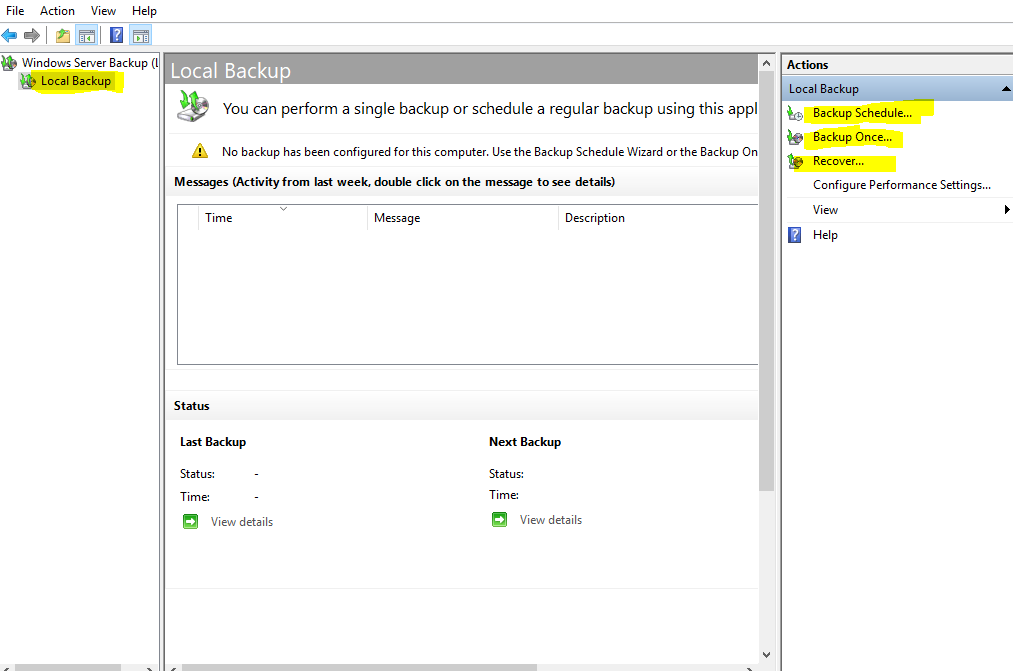 File Action View Help
Windows Server Backup (L
Local Backup
Local Backup
You can perform a single backup or schedule a regular backup using this appl
No backup has been configured for this computer. Use the Backup Schedule Wizard or the Backup On
Messages (Activity from last week, double click on the message to see details)
Time Message Description
Status
Last Backup Next Backup
Status: - Status:
Time: - Time:
View details View details
Actions
Local Backup
Backup Schedule...
Backup Once...
Recover...
Configure Performance Settings...
View
Help